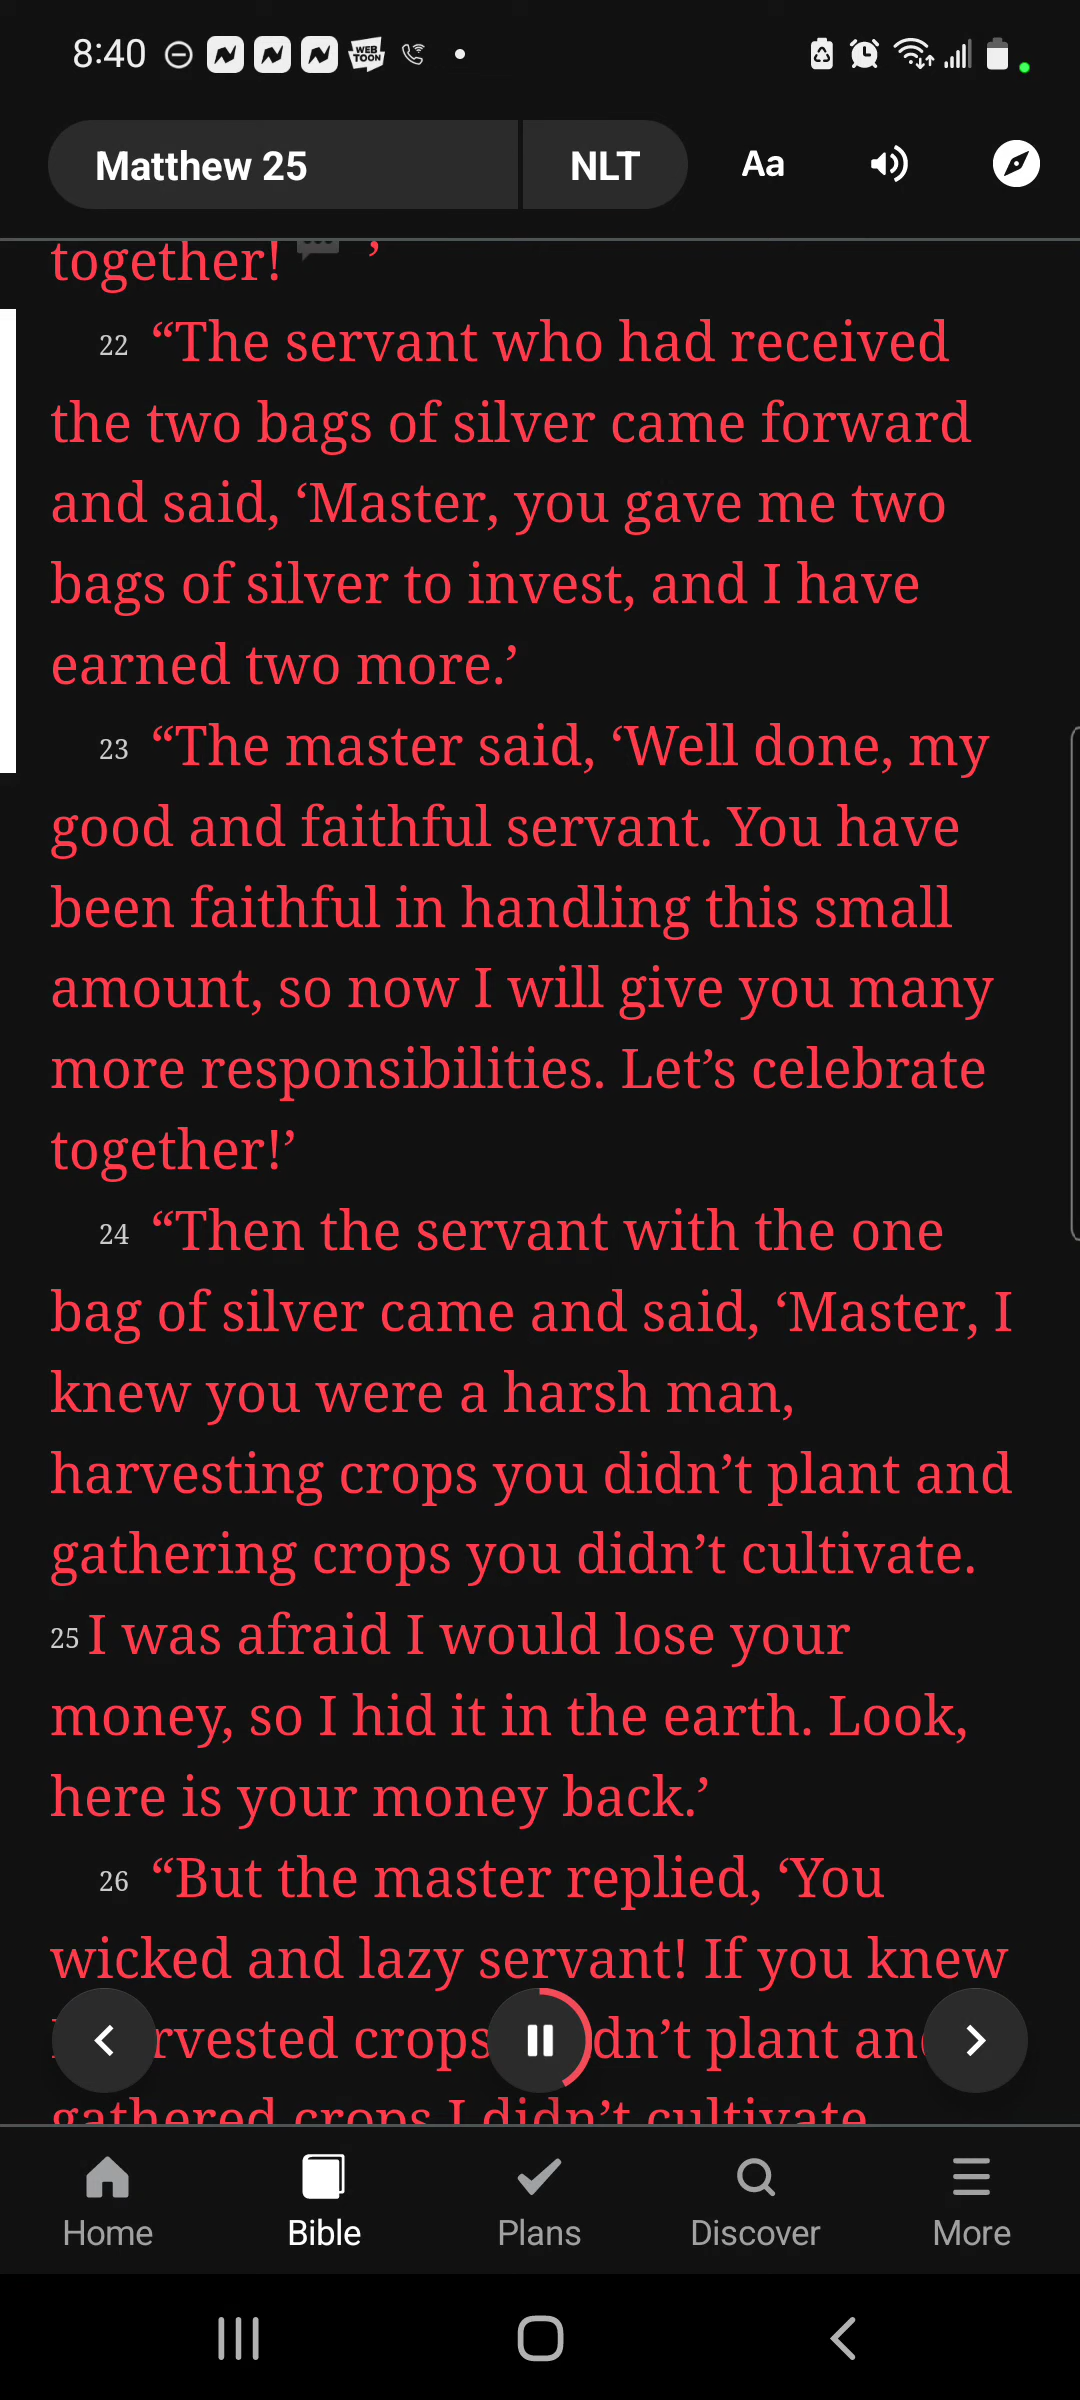 8:40
WEB
TOON
Matthew 25
NLT
Aa
together! ’
22 “The servant who had received
the two bags of silver came forward
and said, ‘Master, you gave me two
bags of silver to invest, and I have
earned two more.’
23 “The master said, ‘Well done, my
good and faithful servant. You have
been faithful in handling this small
amount, so now I will give you many
more responsibilities. Let’s celebrate
together!’
24 “Then the servant with the one
bag of silver came and said, ‘Master, I
knew you were a harsh man,
harvesting crops you didn’t plant and
gathering crops you didn’t cultivate.
25 I was afraid I would lose your
money, so I hid it in the earth. Look,
here is your money back.’
26 “But the master replied, ‘You
wicked and lazy servant! If you knew
rvested crops dn’t plant an
gathered crops I didn’t cultivate
Home
Bible
Plans
Discover
More